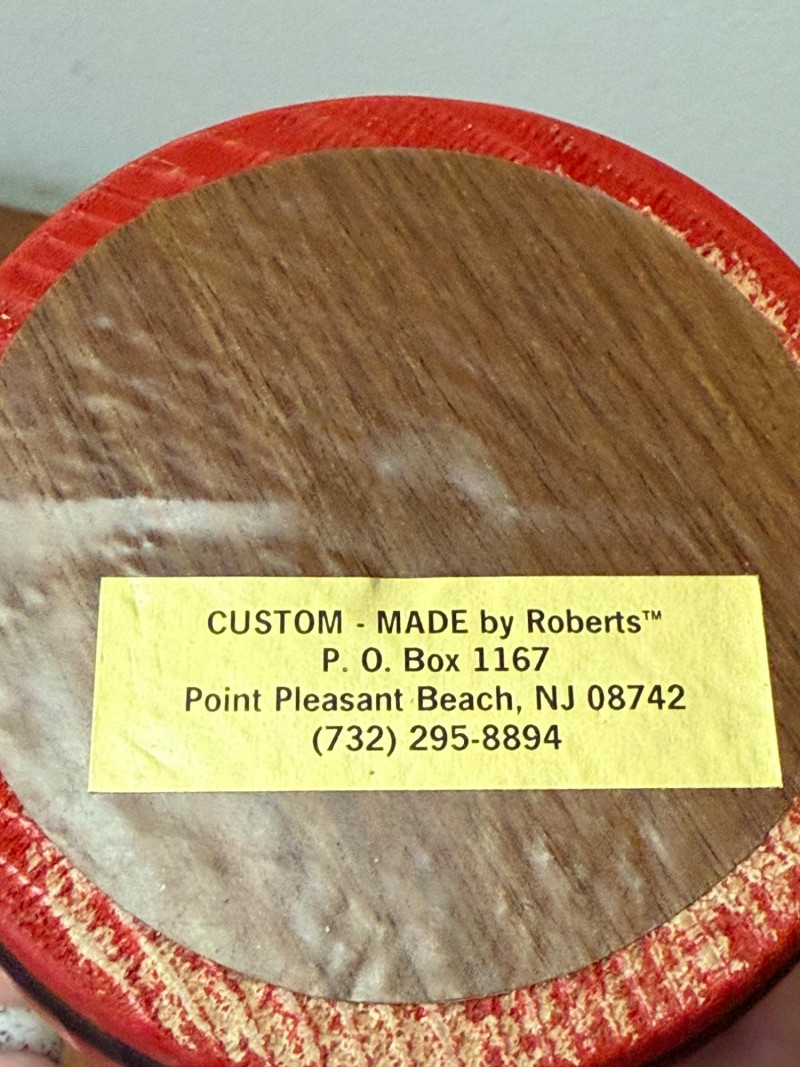 CUSTOM - MADE by Roberts™
P. O. Box 1167
Point Pleasant Beach, NJ 08742
(732) 295-8894